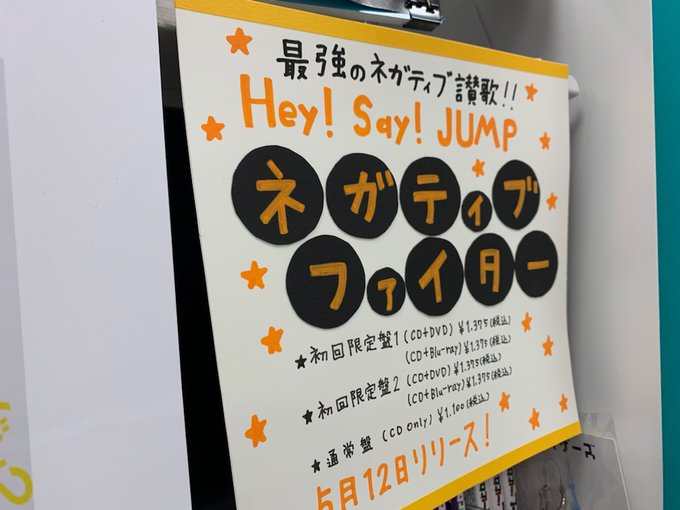 最強のネガティブ讃歌!!
Hey! Say! JUMP
ネガティブ
ファイター
★初回限定盤1 (CD+DVD) ¥1.375(税込)
(CD+Blu-ray) ¥1.375(税込)
★初回限定盤2 (CD+DVD) ¥1.375(税込)
(CD+Blu-ray) ¥1.375(税込)
★通常盤 (CD Only) ¥1.100(税込)
5月12日リリース!